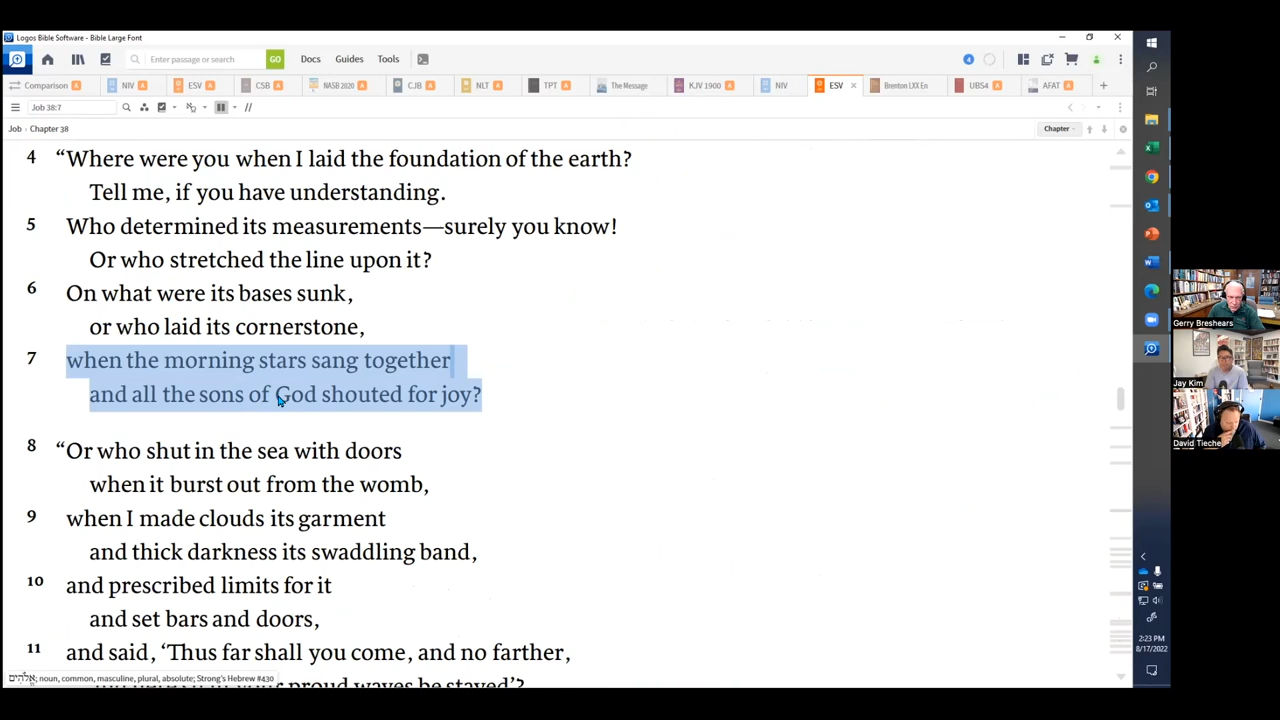 Logos Bible Software - Bible Large Font
Enter passage or search
GO
Docs
Guides
Tools
4
Comparison A
NIV A
ESV A
CSB A
NASB 2020 A
CJB A
NLT A
TPT A
The Message
KJV 1900 A
NIV
ESV
Brenton LXX En
UBS4 A
AFAT A
Job 38:7
Job
Chapter 38
Chapter
4 “Where were you when I laid the foundation of the earth?
Tell me, if you have understanding.
5 Who determined its measurements—surely you know!
Or who stretched the line upon it?
6 On what were its bases sunk,
or who laid its cornerstone,
7 when the morning stars sang together
and all the sons of God shouted for joy?
8 “Or who shut in the sea with doors
when it burst out from the womb,
9 when I made clouds its garment
and thick darkness its swaddling band,
10 and prescribed limits for it
and set bars and doors,
11 and said, ‘Thus far shall you come, and no farther,
proud waves be stayed’?
אֱלֹהִים; noun, common, masculine, plural, absolute; Strong's Hebrew #430
Gerry Breshears
Jay Kim
David Tieche
2:23 PM
8/17/2022